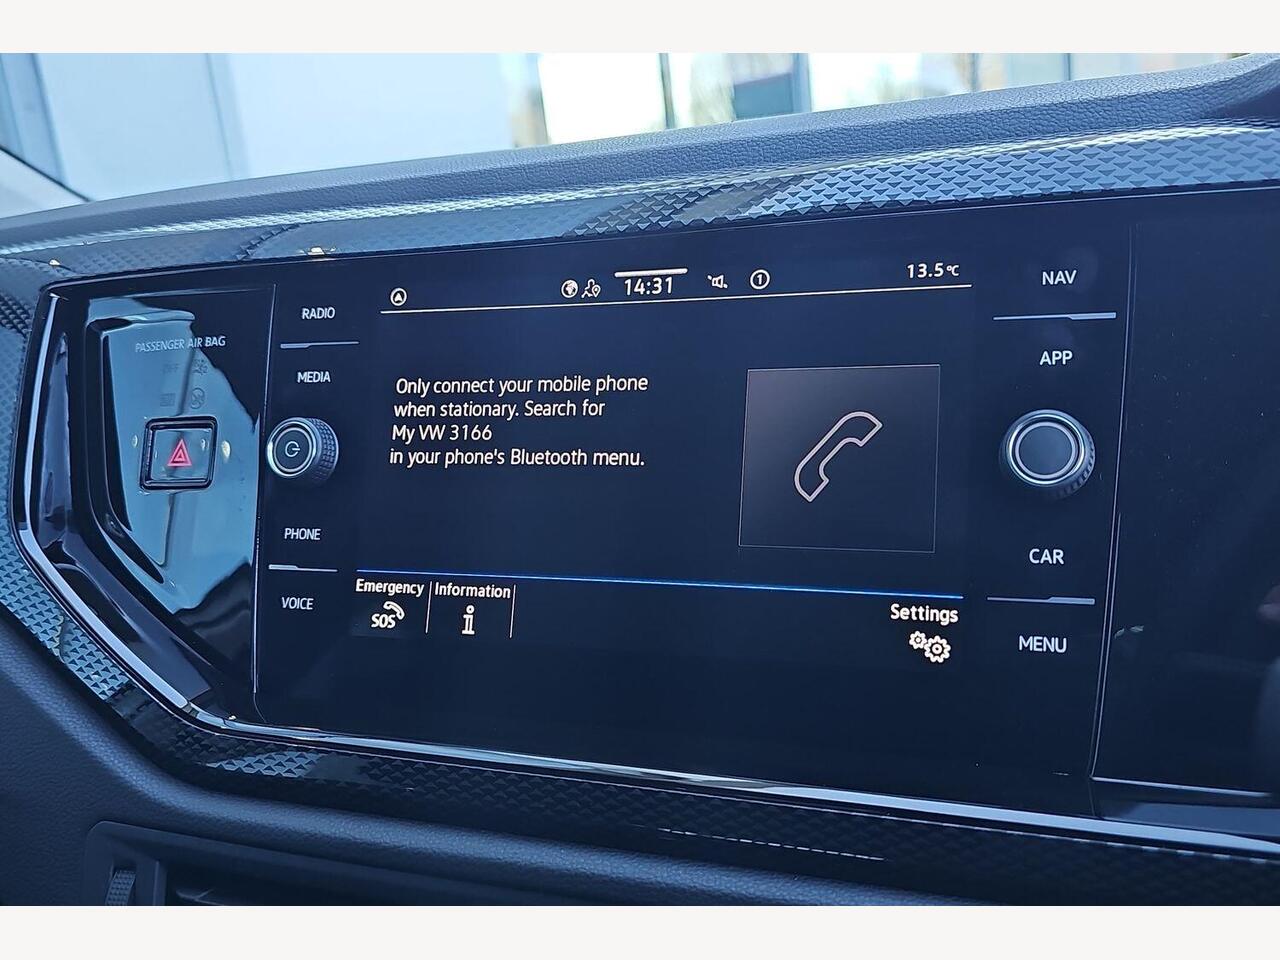 PASSENGER AIR BAG
RADIO
MEDIA
PHONE
VOICE
14:31
1
13.5°C
Only connect your mobile phone
when stationary. Search for
My VW 3166
in your phone's Bluetooth menu.
Emergency
SOS
Information
i
Settings
NAV
APP
CAR
MENU